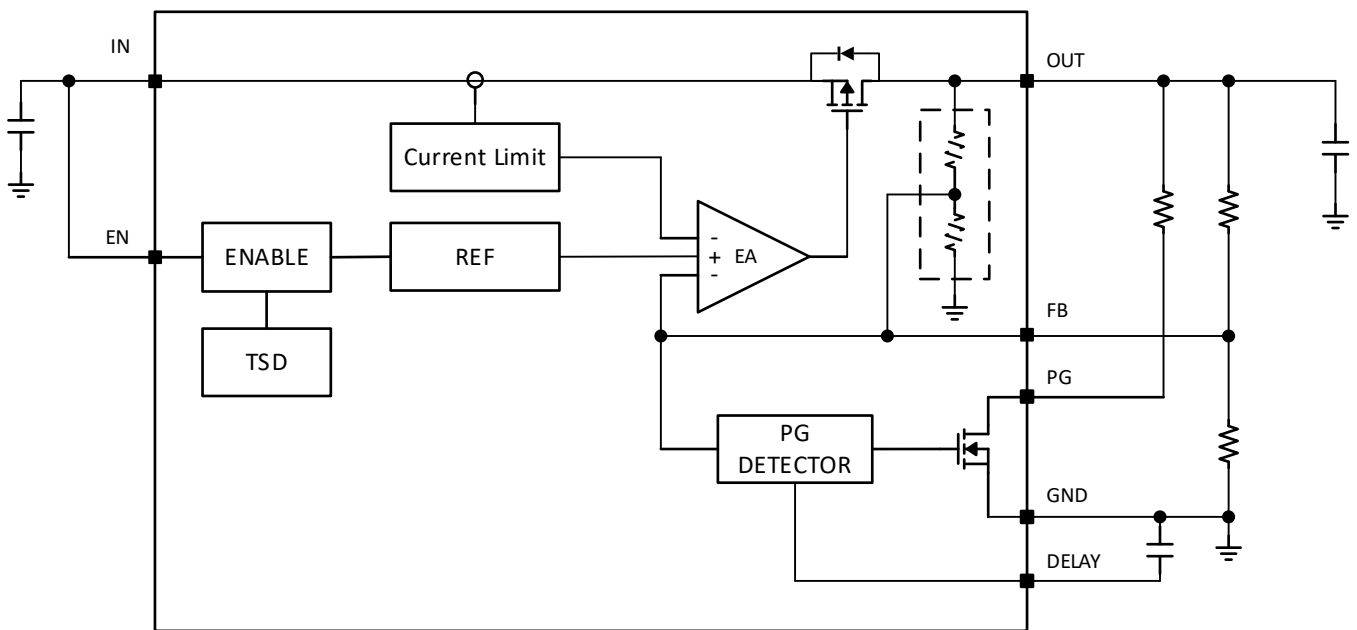 IN
OUT
Current Limit
EN
ENABLE
REF
-
+
EA
-
TSD
FB
PG
PG
DETECTOR
GND
DELAY